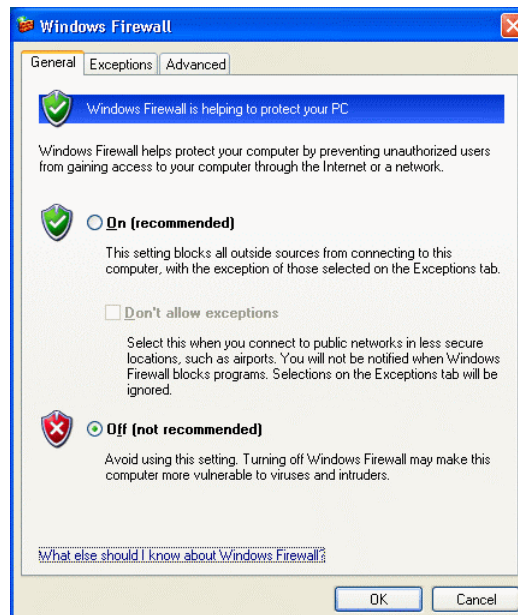 Windows Firewall
General Exceptions Advanced
Windows Firewall is helping to protect your PC
Windows Firewall helps protect your computer by preventing unauthorized users
from gaining access to your computer through the Internet or a network.
On (recommended)
This setting blocks all outside sources from connecting to this
computer, with the exception of those selected on the Exceptions tab.
Don't allow exceptions
Select this when you connect to public networks in less secure
locations, such as airports. You will not be notified when Windows
Firewall blocks programs. Selections on the Exceptions tab will be
ignored.
Off (not recommended)
Avoid using this setting. Turning off Windows Firewall may make this
computer more vulnerable to viruses and intruders.
What else should I know about Windows Firewall?
OK Cancel